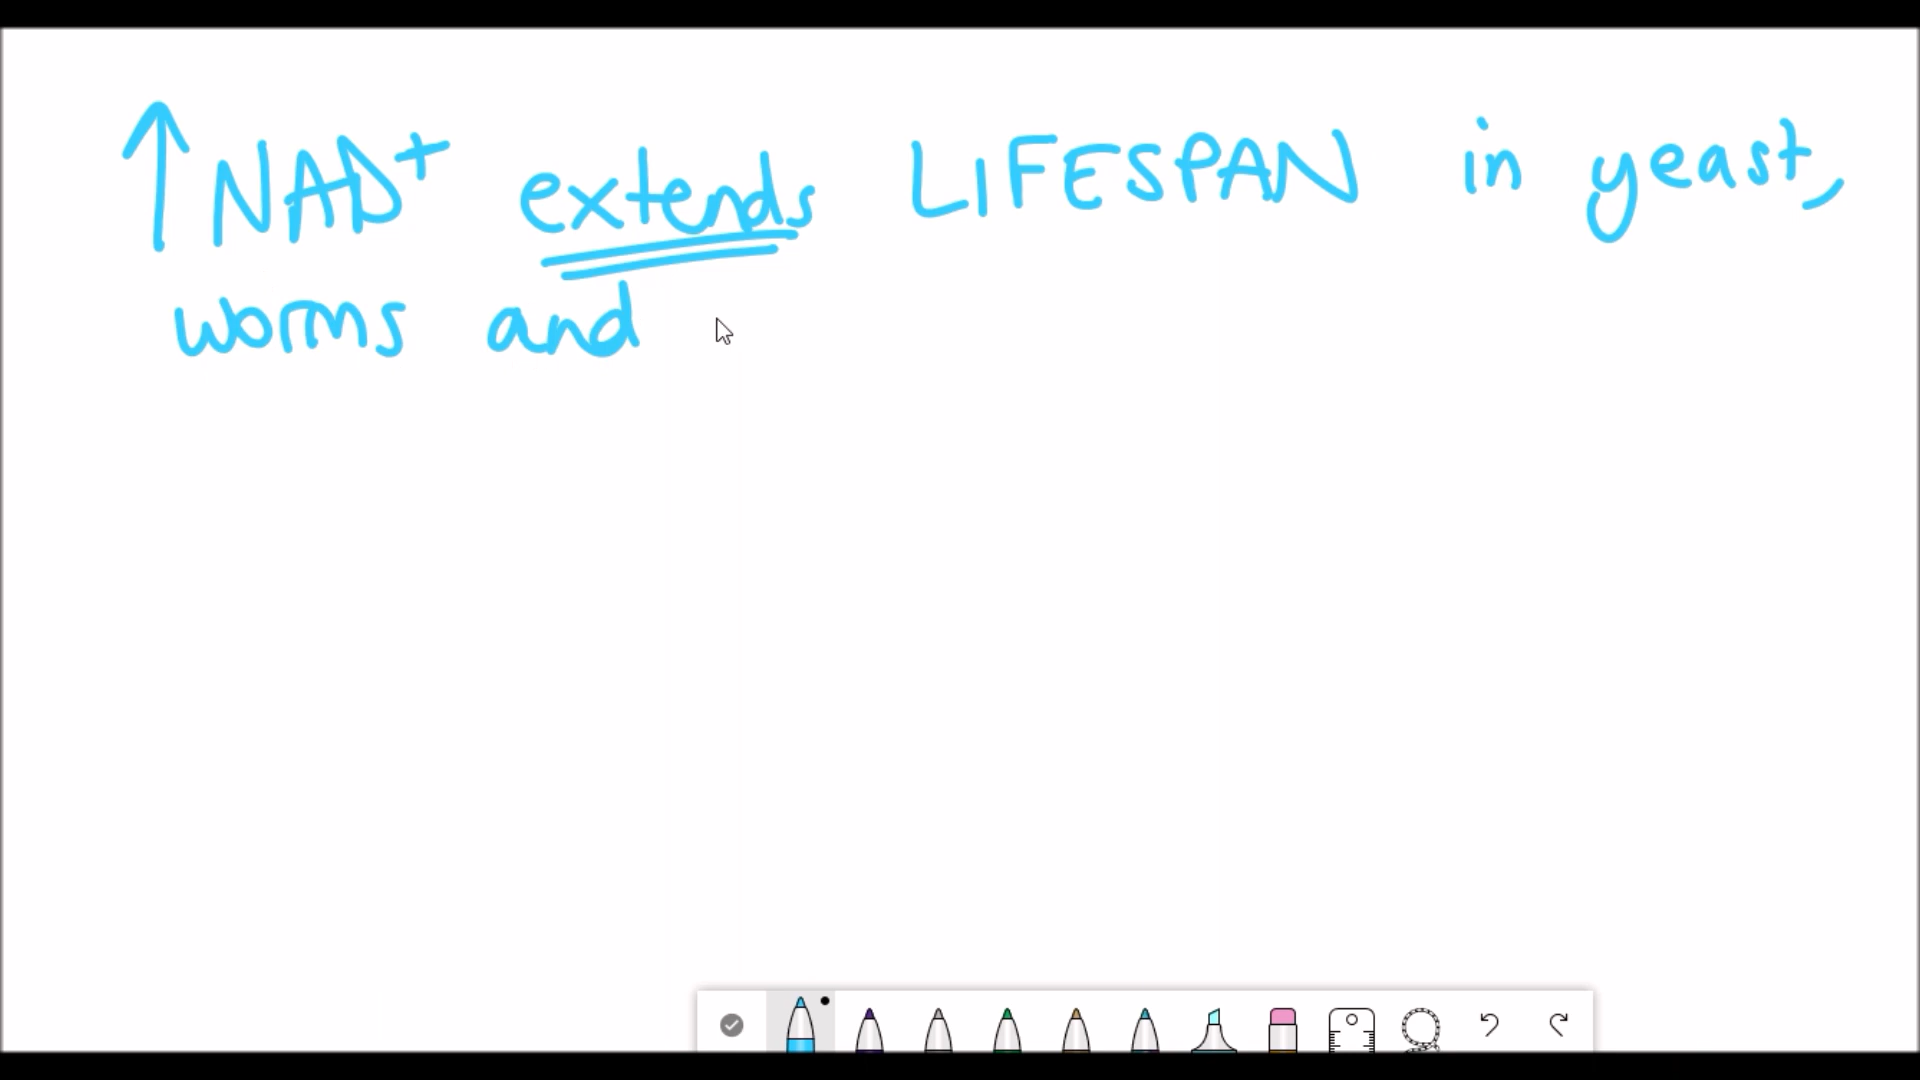 ↑ NAD+ extends LIFESPAN in yeast,
worms and